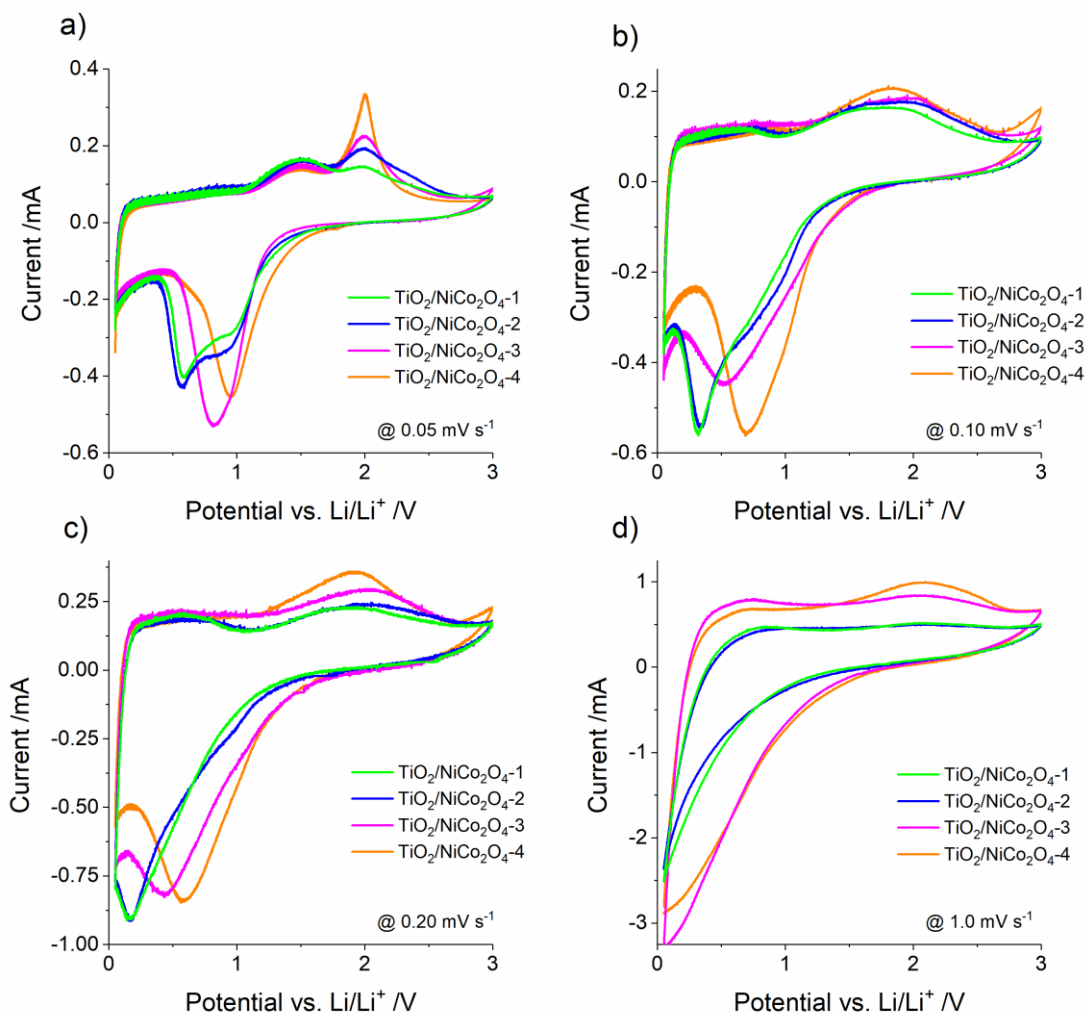 a)
0.4
0.2
0.0
-0.2
-0.4
-0.6
Current /mA
TiO₂/NiCo₂O₄-1
TiO₂/NiCo₂O₄-2
TiO₂/NiCo₂O₄-3
TiO₂/NiCo₂O₄-4
@ 0.05 mV s⁻¹
0 1 2 3
Potential vs. Li/Li⁺ /V
b)
0.2
0.0
-0.2
-0.4
-0.6
Current /mA
TiO₂/NiCo₂O₄-1
TiO₂/NiCo₂O₄-2
TiO₂/NiCo₂O₄-3
TiO₂/NiCo₂O₄-4
@ 0.10 mV s⁻¹
0 1 2 3
Potential vs. Li/Li⁺ /V
c)
0.25
0.00
-0.25
-0.50
-0.75
-1.00
Current /mA
TiO₂/NiCo₂O₄-1
TiO₂/NiCo₂O₄-2
TiO₂/NiCo₂O₄-3
TiO₂/NiCo₂O₄-4
@ 0.20 mV s⁻¹
0 1 2 3
Potential vs. Li/Li⁺ /V
d)
1
0
-1
-2
-3
Current /mA
TiO₂/NiCo₂O₄-1
TiO₂/NiCo₂O₄-2
TiO₂/NiCo₂O₄-3
TiO₂/NiCo₂O₄-4
@ 1.0 mV s⁻¹
0 1 2 3
Potential vs. Li/Li⁺ /V